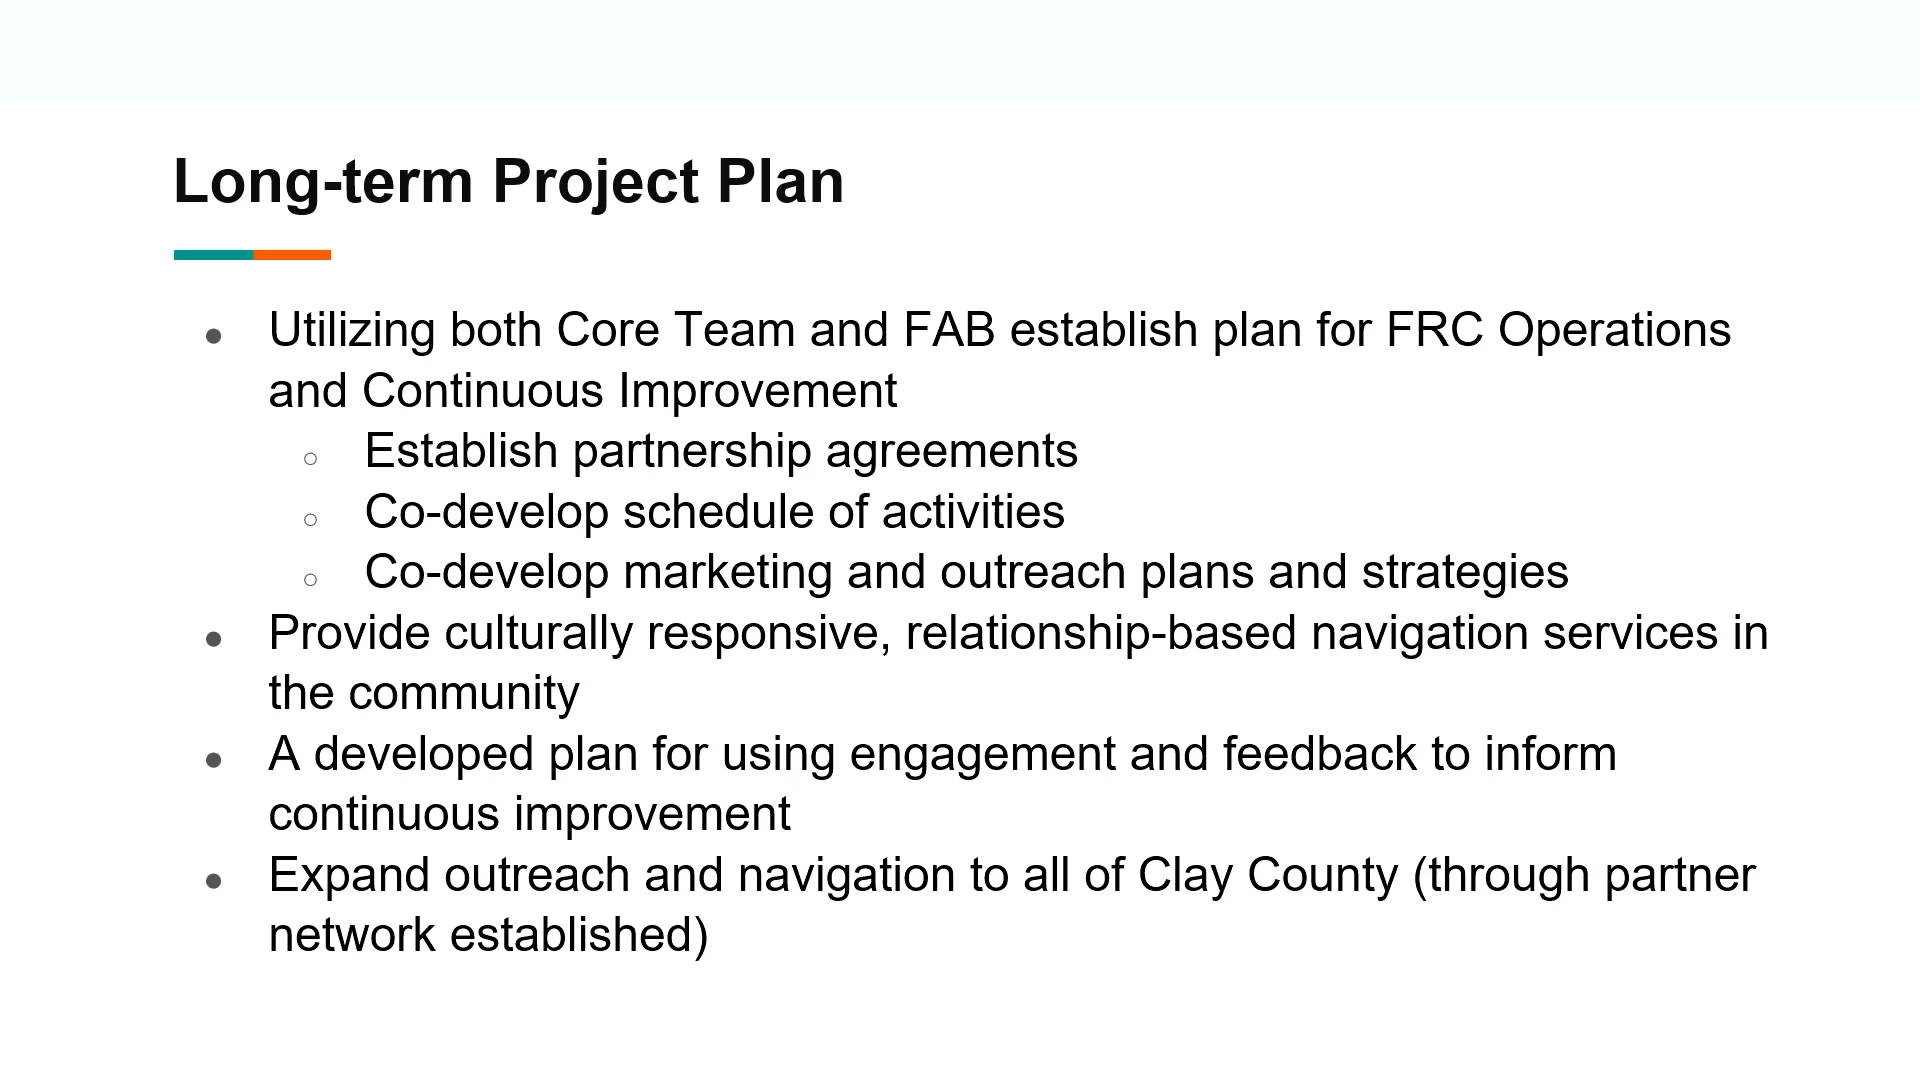 Long-term Project Plan
● Utilizing both Core Team and FAB establish plan for FRC Operations
and Continuous Improvement
○ Establish partnership agreements
○ Co-develop schedule of activities
○ Co-develop marketing and outreach plans and strategies
● Provide culturally responsive, relationship-based navigation services in
the community
● A developed plan for using engagement and feedback to inform
continuous improvement
● Expand outreach and navigation to all of Clay County (through partner
network established)